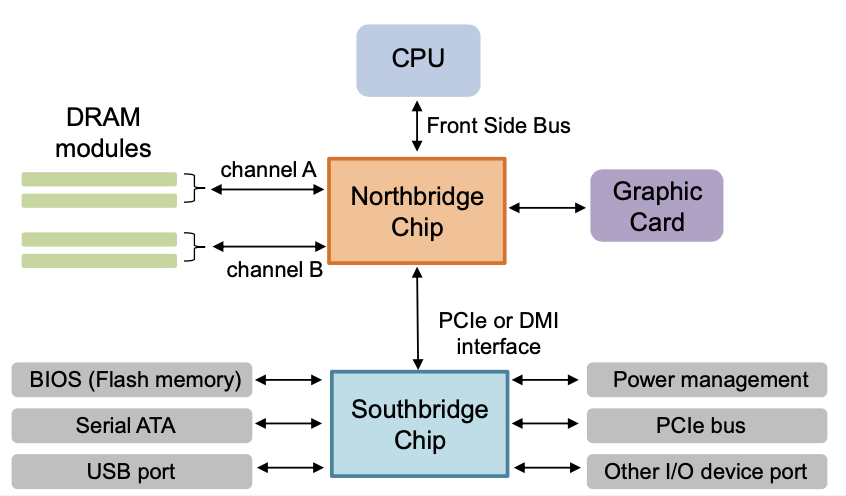 CPU
Front Side Bus
DRAM
modules
channel A
channel B
Northbridge
Chip
Graphic
Card
PCIe or DMI
interface
BIOS (Flash memory)
Serial ATA
USB port
Southbridge
Chip
Power management
PCIe bus
Other I/O device port